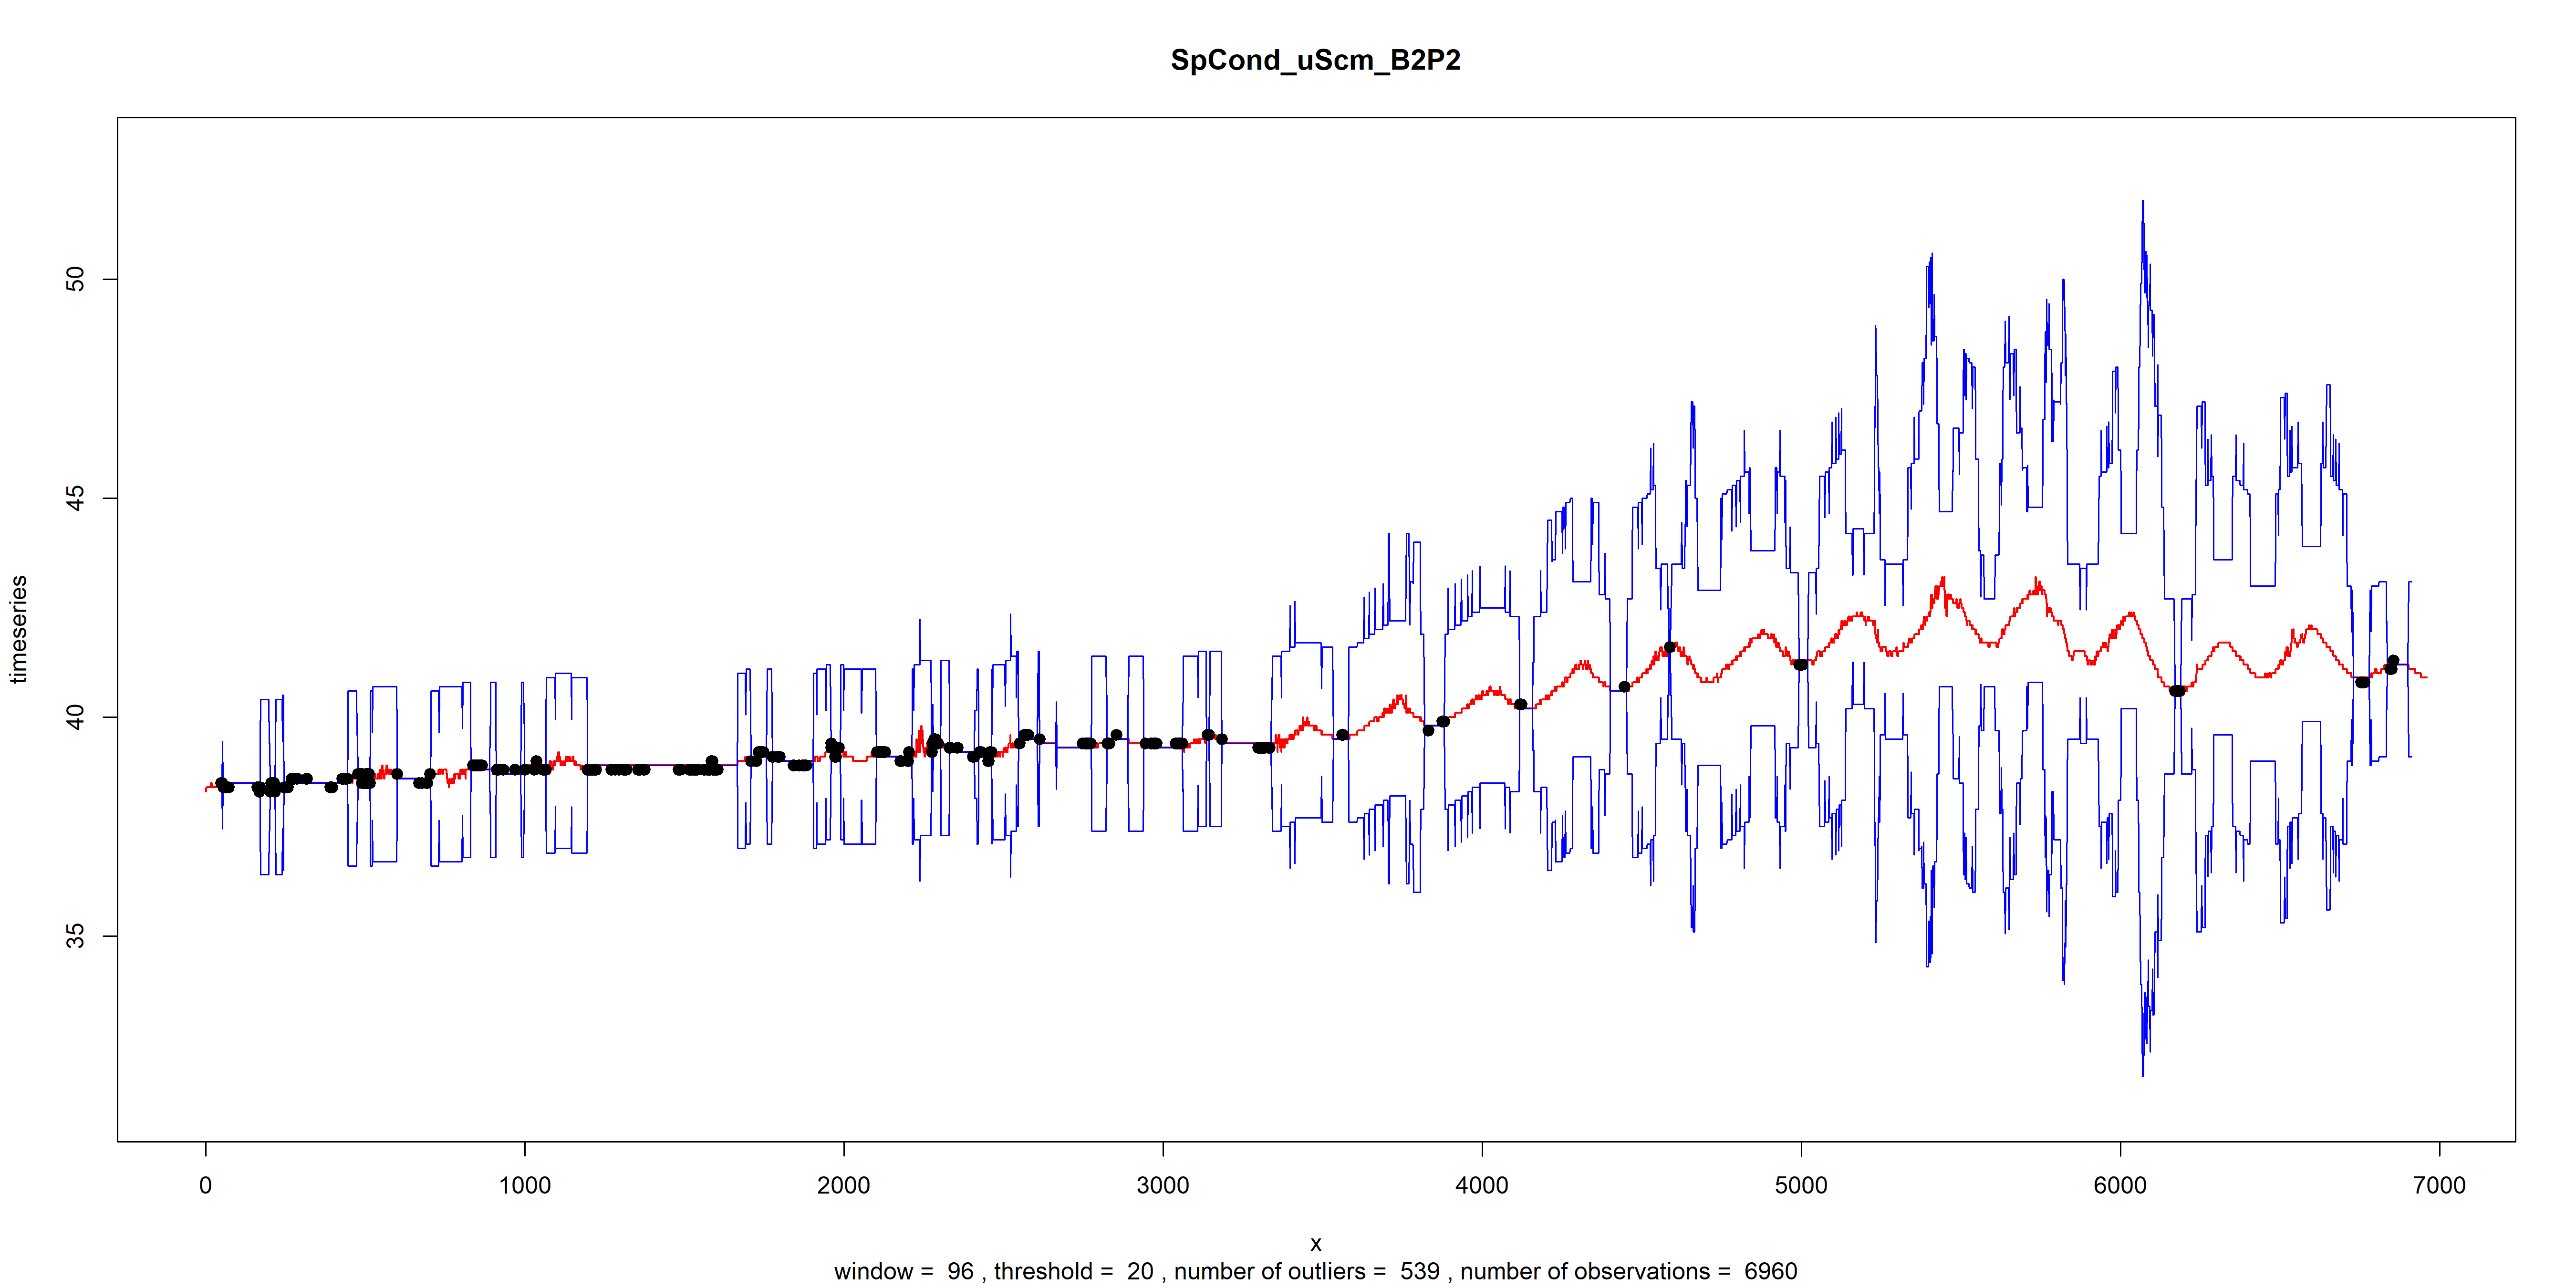 SpCond_uScm_B2P2
timeseries
50
45
40
35
0 1000 2000 3000 4000 5000 6000 7000
x
window =  96 , threshold =  20 , number of outliers =  539 , number of observations =  6960